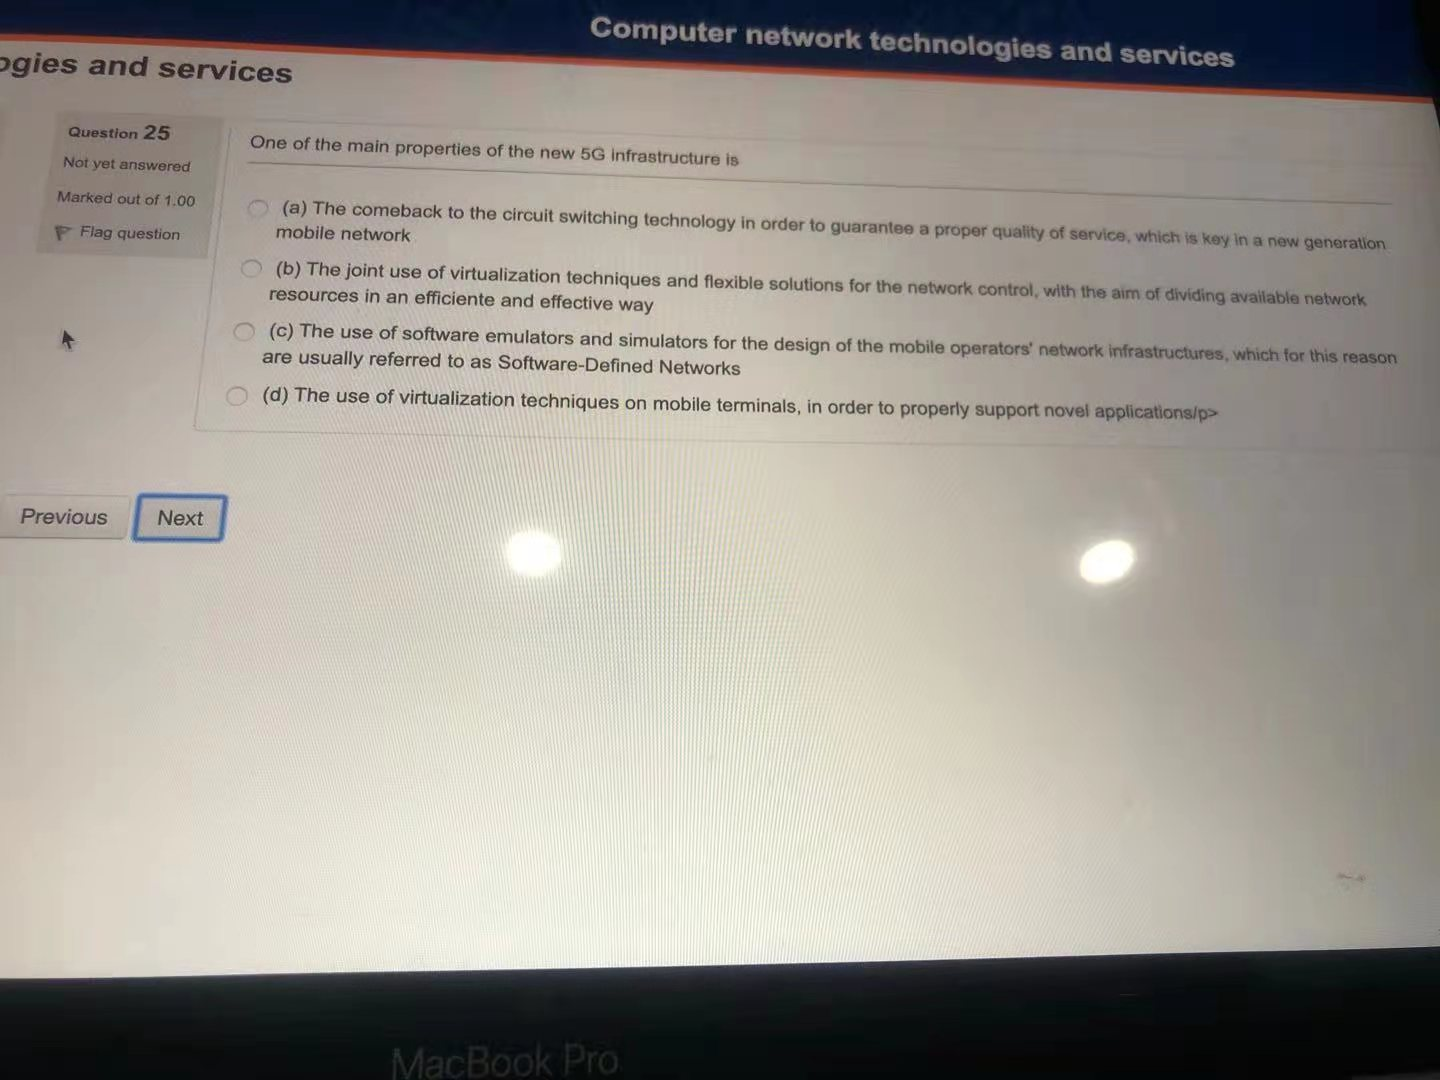 Computer network technologies and services
ogies and services
Question 25
Not yet answered
Marked out of 1.00
Flag question
One of the main properties of the new 5G infrastructure is
(a) The comeback to the circuit switching technology in order to guarantee a proper quality of service, which is key in a new generation
mobile network
(b) The joint use of virtualization techniques and flexible solutions for the network control, with the aim of dividing available network
resources in an efficiente and effective way
(c) The use of software emulators and simulators for the design of the mobile operators' network infrastructures, which for this reason
are usually referred to as Software-Defined Networks
(d) The use of virtualization techniques on mobile terminals, in order to properly support novel applications/p>
Previous
Next
MacBook Pro